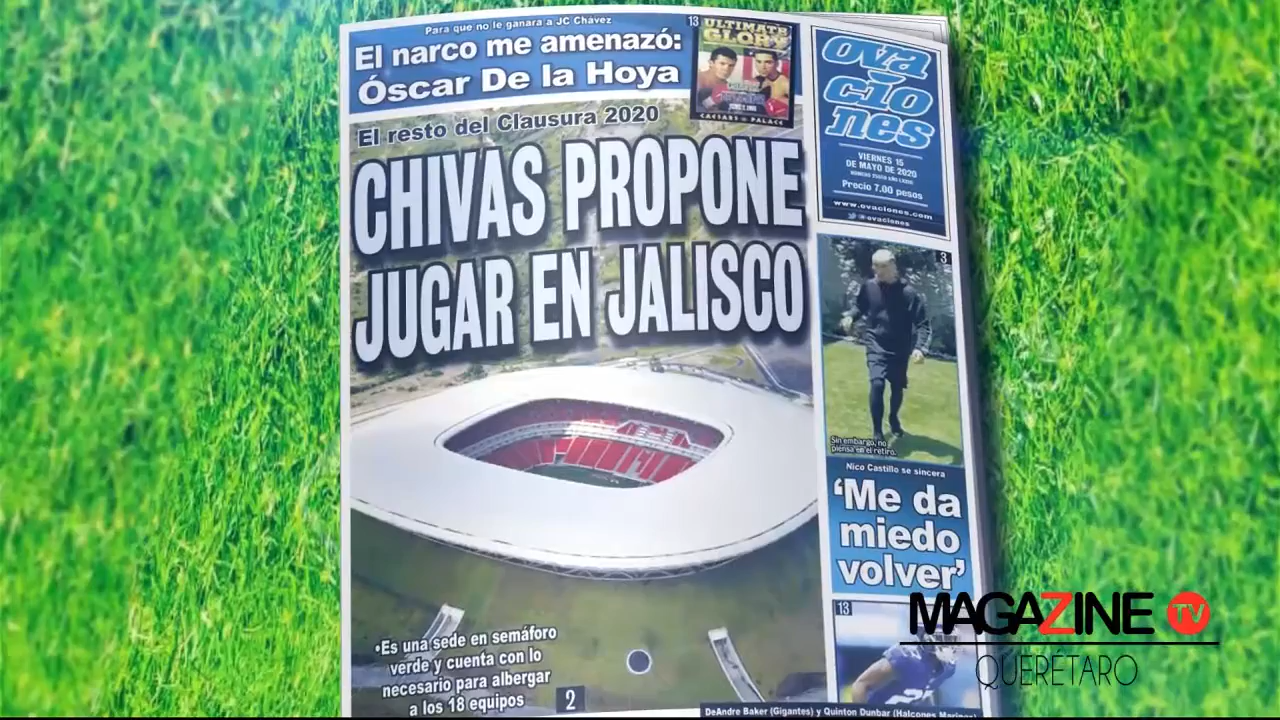 Para que no le ganara a JC Chávez
El narco me amenazó:
Óscar De la Hoya
13
ULTIMATE
GLORY
CAESARS PALACE
ova
cio
nes
VIERNES 15
DE MAYO DE 2020
Precio 7.00 pesos
www.ovaciones.com
@ovaciones
El resto del Clausura 2020
CHIVAS PROPONE
JUGAR EN JALISCO
3
Sin embargo, no
piensa en el retiro.
Nico Castillo se sincera
‘Me da
miedo
volver’
•Es una sede en semáforo
verde y cuenta con lo
necesario para albergar
a los 18 equipos
2
13
DeAndre Baker (Gigantes) y Quinton Dunbar (Halcones Marinos)
MAGAZINE TV
QUERÉTARO